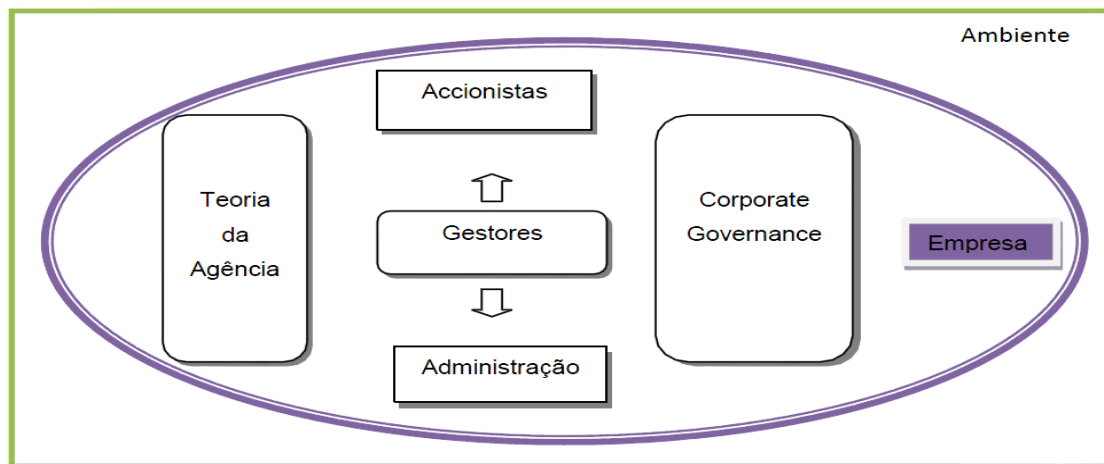 Ambiente
Accionistas
Teoria
da
Agência
Gestores
Corporate
Governance
Empresa
Administração